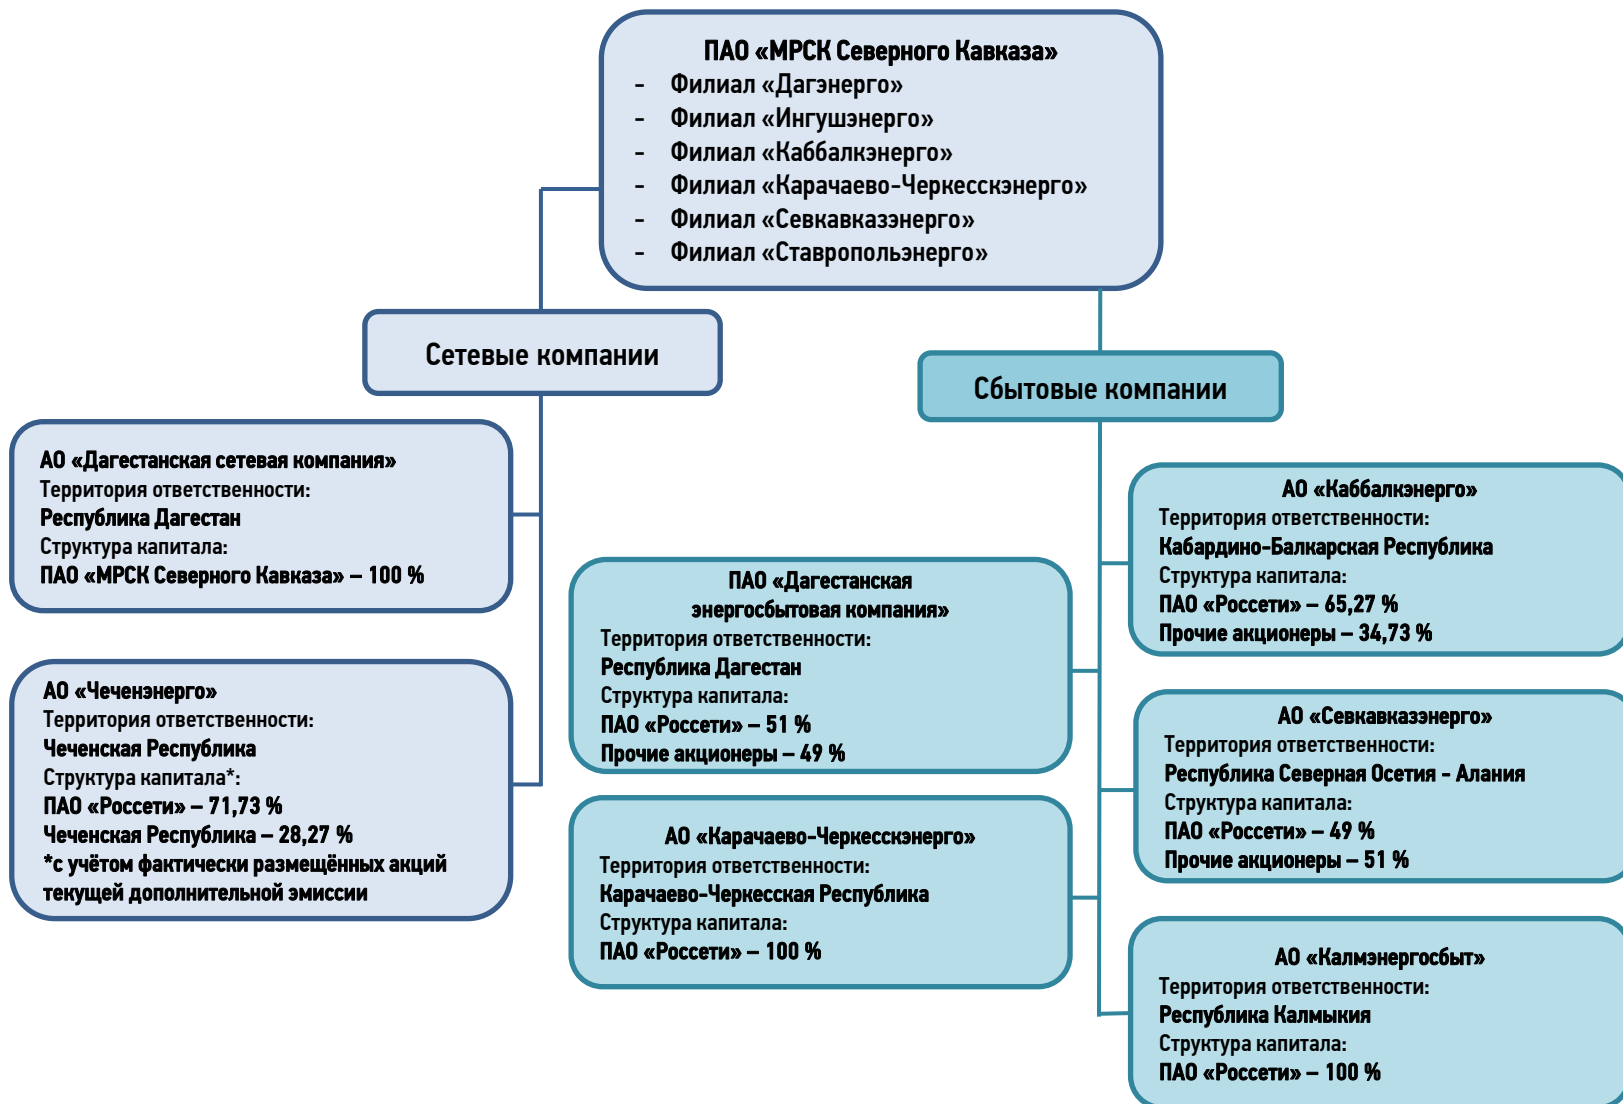 ПАО «МРСК Северного Кавказа»
- Филиал «Дагэнерго»
- Филиал «Ингушэнерго»
- Филиал «Каббалкэнерго»
- Филиал «Карачаево-Черкесскэнерго»
- Филиал «Севкавказэнерго»
- Филиал «Ставропольэнерго»
Сетевые компании
Сбытовые компании
АО «Дагестанская сетевая компания»
Территория ответственности:
Республика Дагестан
Структура капитала:
ПАО «МРСК Северного Кавказа» – 100 %
АО «Чеченэнерго»
Территория ответственности:
Чеченская Республика
Структура капитала*:
ПАО «Россети» – 71,73 %
Чеченская Республика – 28,27 %
*с учётом фактически размещённых акций
текущей дополнительной эмиссии
ПАО «Дагестанская
энергосбытовая компания»
Территория ответственности:
Республика Дагестан
Структура капитала:
ПАО «Россети» – 51 %
Прочие акционеры – 49 %
АО «Карачаево-Черкесскэнерго»
Территория ответственности:
Карачаево-Черкесская Республика
Структура капитала:
ПАО «Россети» – 100 %
АО «Каббалкэнерго»
Территория ответственности:
Кабардино-Балкарская Республика
Структура капитала:
ПАО «Россети» – 65,27 %
Прочие акционеры – 34,73 %
АО «Севкавказэнерго»
Территория ответственности:
Республика Северная Осетия - Алания
Структура капитала:
ПАО «Россети» – 49 %
Прочие акционеры – 51 %
АО «Калмэнергосбыт»
Территория ответственности:
Республика Калмыкия
Структура капитала:
ПАО «Россети» – 100 %